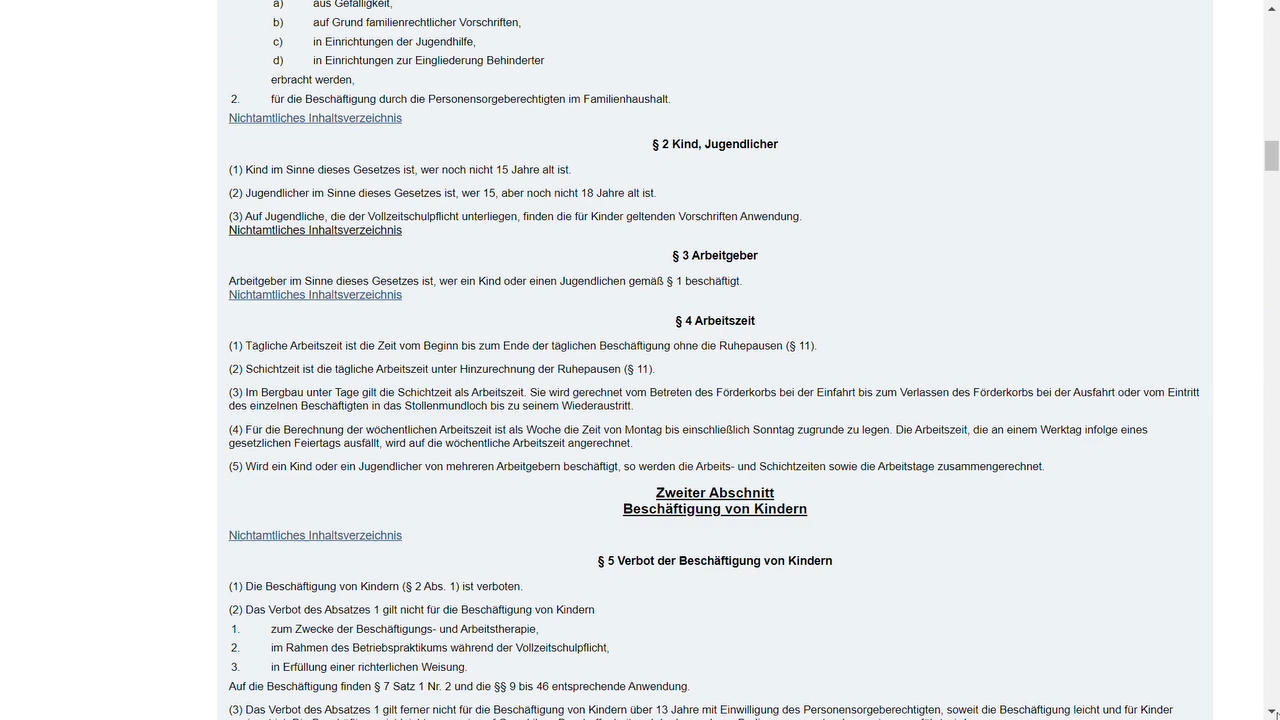 a) aus Gefälligkeit,
b) auf Grund familienrechtlicher Vorschriften,
c) in Einrichtungen der Jugendhilfe,
d) in Einrichtungen zur Eingliederung Behinderter
erbracht werden,
2. für die Beschäftigung durch die Personensorgeberechtigten im Familienhaushalt.
Nichtamtliches Inhaltsverzeichnis
§ 2 Kind, Jugendlicher
(1) Kind im Sinne dieses Gesetzes ist, wer noch nicht 15 Jahre alt ist.
(2) Jugendlicher im Sinne dieses Gesetzes ist, wer 15, aber noch nicht 18 Jahre alt ist.
(3) Auf Jugendliche, die der Vollzeitschulpflicht unterliegen, finden die für Kinder geltenden Vorschriften Anwendung.
Nichtamtliches Inhaltsverzeichnis
§ 3 Arbeitgeber
Arbeitgeber im Sinne dieses Gesetzes ist, wer ein Kind oder einen Jugendlichen gemäß § 1 beschäftigt.
Nichtamtliches Inhaltsverzeichnis
§ 4 Arbeitszeit
(1) Tägliche Arbeitszeit ist die Zeit vom Beginn bis zum Ende der täglichen Beschäftigung ohne die Ruhepausen (§ 11).
(2) Schichtzeit ist die tägliche Arbeitszeit unter Hinzurechnung der Ruhepausen (§ 11).
(3) Im Bergbau unter Tage gilt die Schichtzeit als Arbeitszeit. Sie wird gerechnet vom Betreten des Förderkorbs bei der Einfahrt bis zum Verlassen des Förderkorbs bei der Ausfahrt oder vom Eintritt
des einzelnen Beschäftigten in das Stollenmundloch bis zu seinem Wiederaustritt.
(4) Für die Berechnung der wöchentlichen Arbeitszeit ist als Woche die Zeit von Montag bis einschließlich Sonntag zugrunde zu legen. Die Arbeitszeit, die an einem Werktag infolge eines
gesetzlichen Feiertags ausfällt, wird auf die wöchentliche Arbeitszeit angerechnet.
(5) Wird ein Kind oder ein Jugendlicher von mehreren Arbeitgebern beschäftigt, so werden die Arbeits- und Schichtzeiten sowie die Arbeitstage zusammengerechnet.
Zweiter Abschnitt
Beschäftigung von Kindern
Nichtamtliches Inhaltsverzeichnis
§ 5 Verbot der Beschäftigung von Kindern
(1) Die Beschäftigung von Kindern (§ 2 Abs. 1) ist verboten.
(2) Das Verbot des Absatzes 1 gilt nicht für die Beschäftigung von Kindern
1. zum Zwecke der Beschäftigungs- und Arbeitstherapie,
2. im Rahmen des Betriebspraktikums während der Vollzeitschulpflicht,
3. in Erfüllung einer richterlichen Weisung.
Auf die Beschäftigung finden § 7 Satz 1 Nr. 2 und die §§ 9 bis 46 entsprechende Anwendung.
(3) Das Verbot des Absatzes 1 gilt ferner nicht für die Beschäftigung von Kindern über 13 Jahre mit Einwilligung des Personensorgeberechtigten, soweit die Beschäftigung leicht und für Kinder